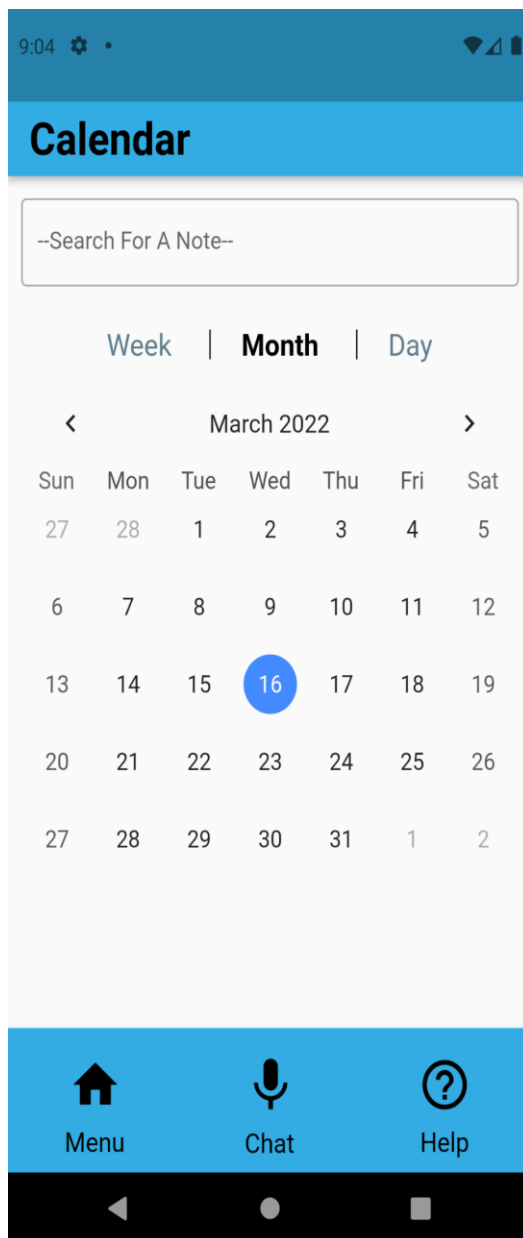 9:04
Calendar
--Search For A Note--
Week | Month | Day
< March 2022 >
Sun Mon Tue Wed Thu Fri Sat
27 28 1 2 3 4 5
6 7 8 9 10 11 12
13 14 15 16 17 18 19
20 21 22 23 24 25 26
27 28 29 30 31 1 2
Menu Chat Help